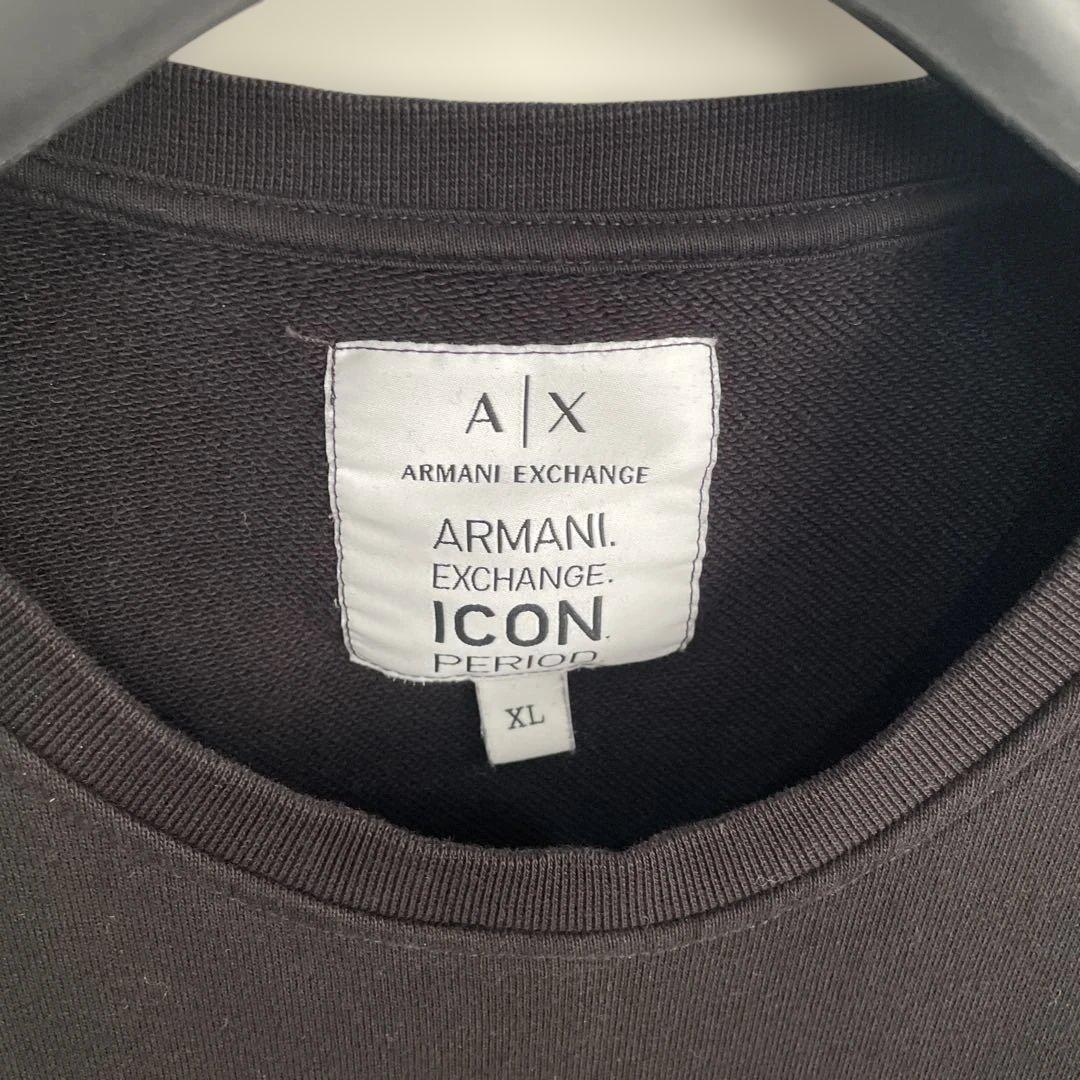 A|X
ARMANI EXCHANGE
ARMANI.
EXCHANGE.
ICON.
PERIOD.
XL